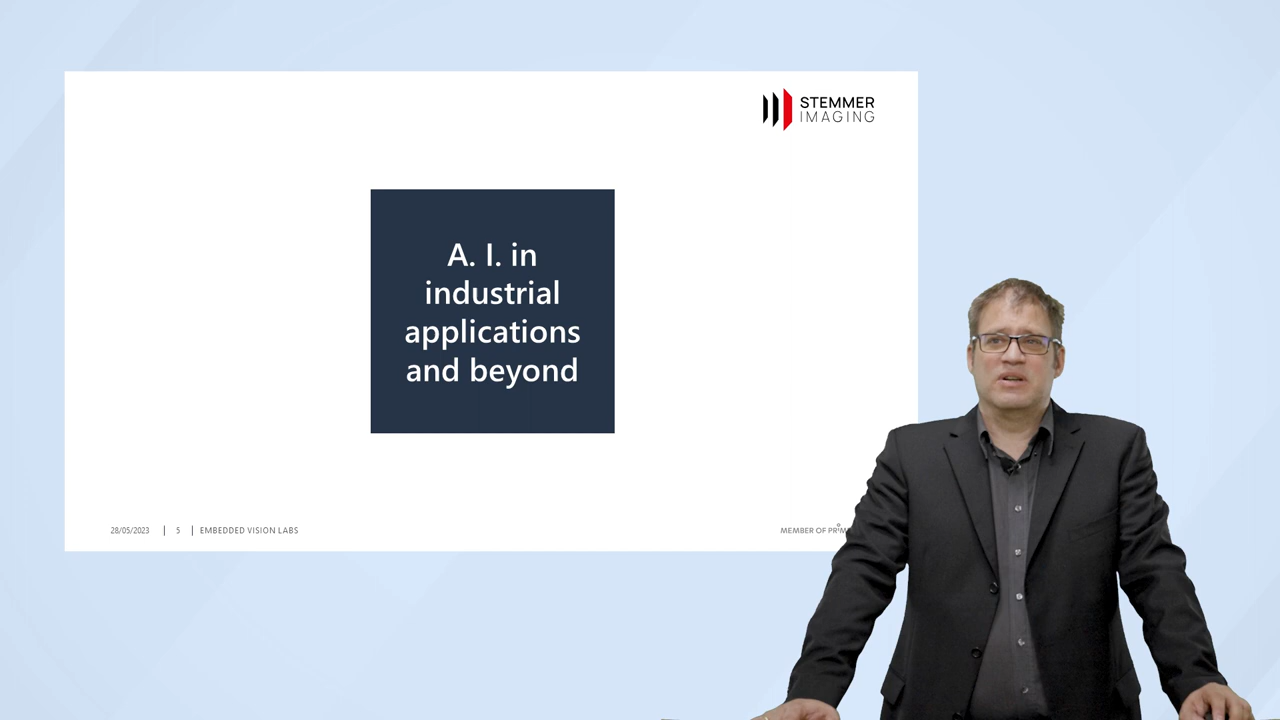 STEMMER
IMAGING
A. I. in
industrial
applications
and beyond
28/05/2023 | 5 | EMBEDDED VISION LABS
MEMBER OF